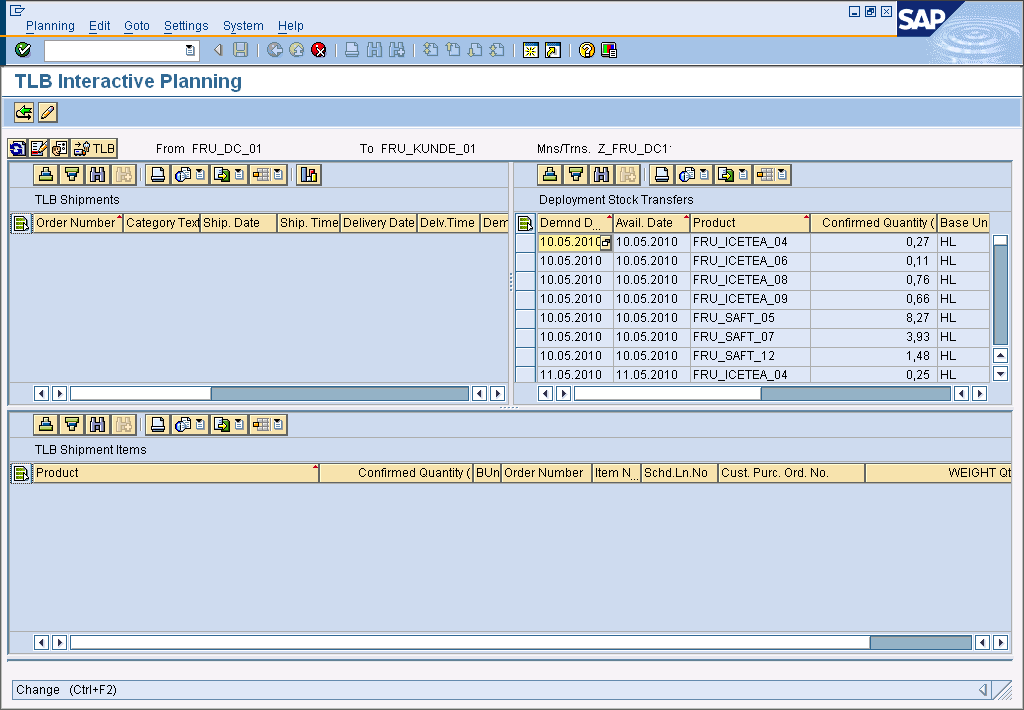 Planning Edit Goto Settings System Help
SAP
TLB Interactive Planning
TLB From FRU_DC_01 To FRU_KUNDE_01 Mns/Trns. Z_FRU_DC1
TLB Shipments
Order Number Category Text Ship. Date Ship. Time Delivery Date Delv.Time Dem
Deployment Stock Transfers
Demnd D... Avail. Date Product Confirmed Quantity ( Base Un
10.05.2010 10.05.2010 FRU_ICETEA_04 0,27 HL
10.05.2010 10.05.2010 FRU_ICETEA_06 0,11 HL
10.05.2010 10.05.2010 FRU_ICETEA_08 0,76 HL
10.05.2010 10.05.2010 FRU_ICETEA_09 0,66 HL
10.05.2010 10.05.2010 FRU_SAFT_05 8,27 HL
10.05.2010 10.05.2010 FRU_SAFT_07 3,93 HL
10.05.2010 10.05.2010 FRU_SAFT_12 1,48 HL
11.05.2010 11.05.2010 FRU_ICETEA_04 0,25 HL
TLB Shipment Items
Product Confirmed Quantity ( BUn Order Number Item N... Schd.Ln.No Cust. Purc. Ord. No. WEIGHT Qt
Change (Ctrl+F2)